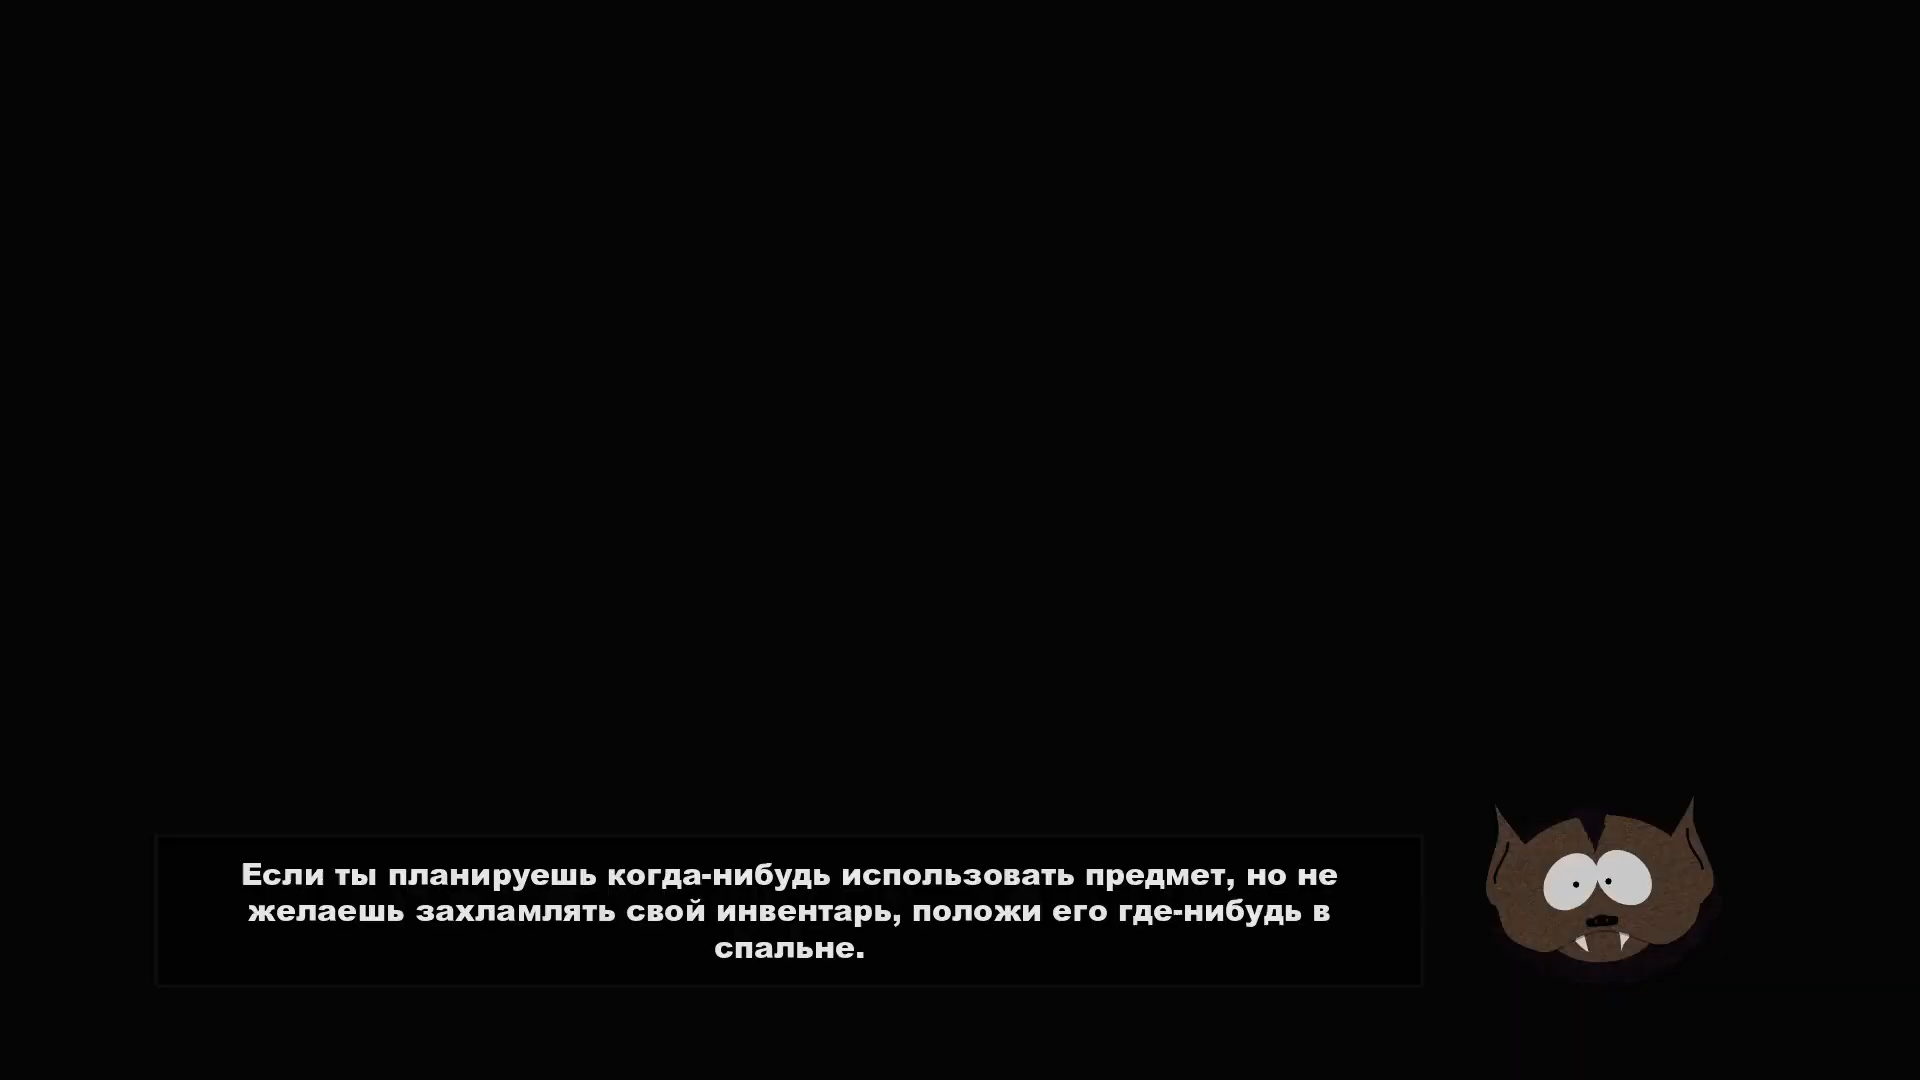 Если ты планируешь когда-нибудь использовать предмет, но не
желаешь захламлять свой инвентарь, положи его где-нибудь в
спальне.